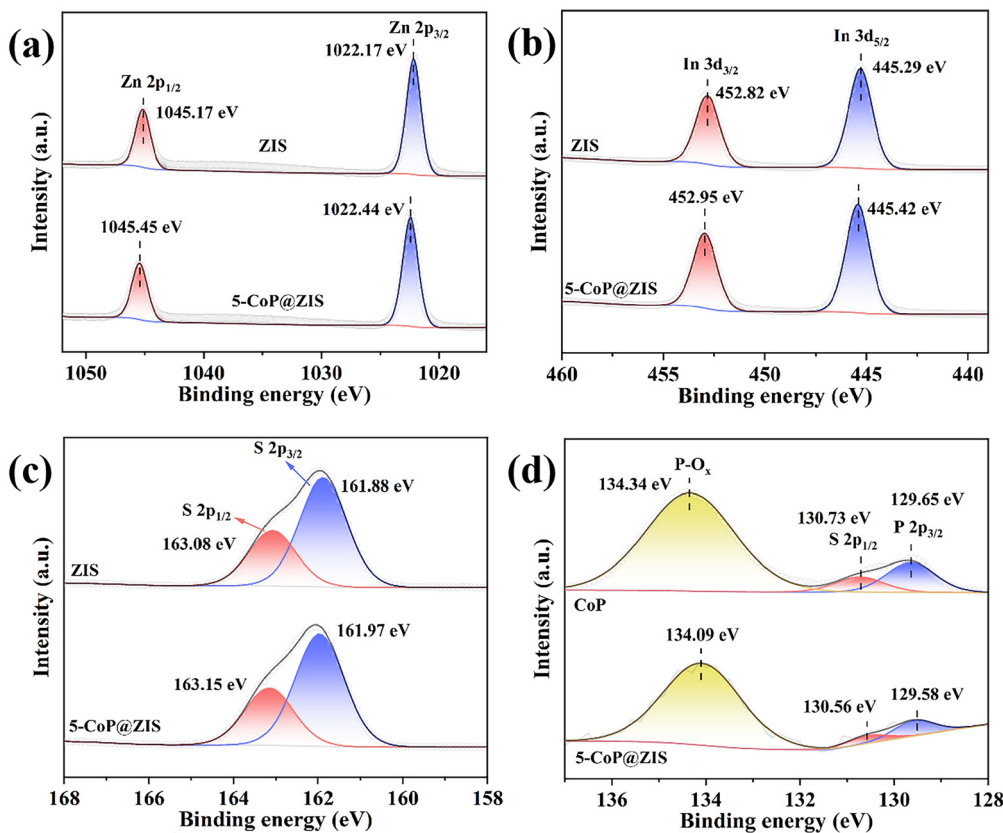 (a)
Zn 2p3/2
1022.17 eV
Zn 2p1/2
1045.17 eV
ZIS
1022.44 eV
1045.45 eV
5-CoP@ZIS
Intensity (a.u.)
1050 1040 1030 1020
Binding energy (eV)
(b)
In 3d5/2
In 3d3/2
445.29 eV
452.82 eV
ZIS
452.95 eV
445.42 eV
5-CoP@ZIS
Intensity (a.u.)
460 455 450 445 440
Binding energy (eV)
(c)
S 2p3/2
161.88 eV
S 2p1/2
163.08 eV
ZIS
161.97 eV
163.15 eV
5-CoP@ZIS
Intensity (a.u.)
168 166 164 162 160 158
Binding energy (eV)
(d)
P-Ox
134.34 eV
129.65 eV
130.73 eV
P 2p3/2
S 2p1/2
CoP
134.09 eV
129.58 eV
130.56 eV
5-CoP@ZIS
Intensity (a.u.)
136 134 132 130 128
Binding energy (eV)